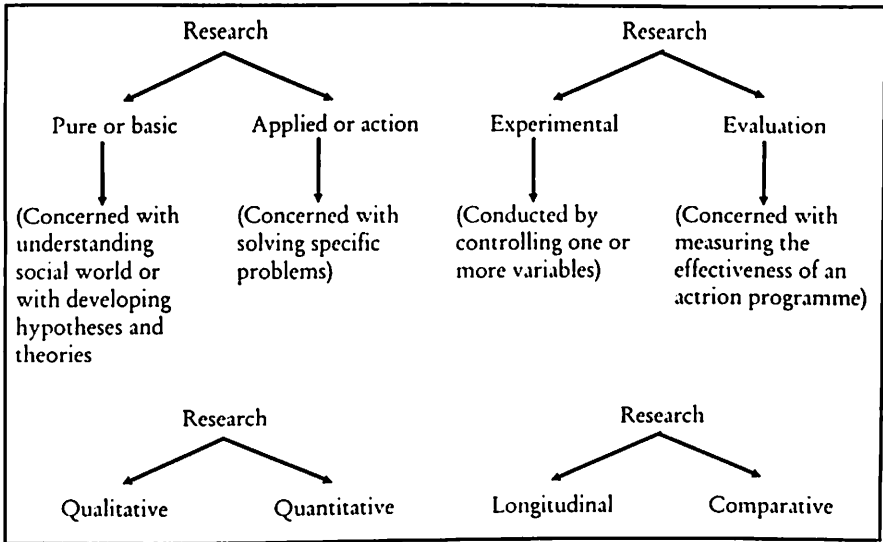 Research
Pure or basic
Applied or action
(Concerned with
understanding
social world or
with developing
hypotheses and
theories
(Concerned with
solving specific
problems)
Research
Experimental
Evaluation
(Conducted by
controlling one or
more variables)
(Concerned with
measuring the
effectiveness of an
actrion programme)
Research
Qualitative
Quantitative
Research
Longitudinal
Comparative